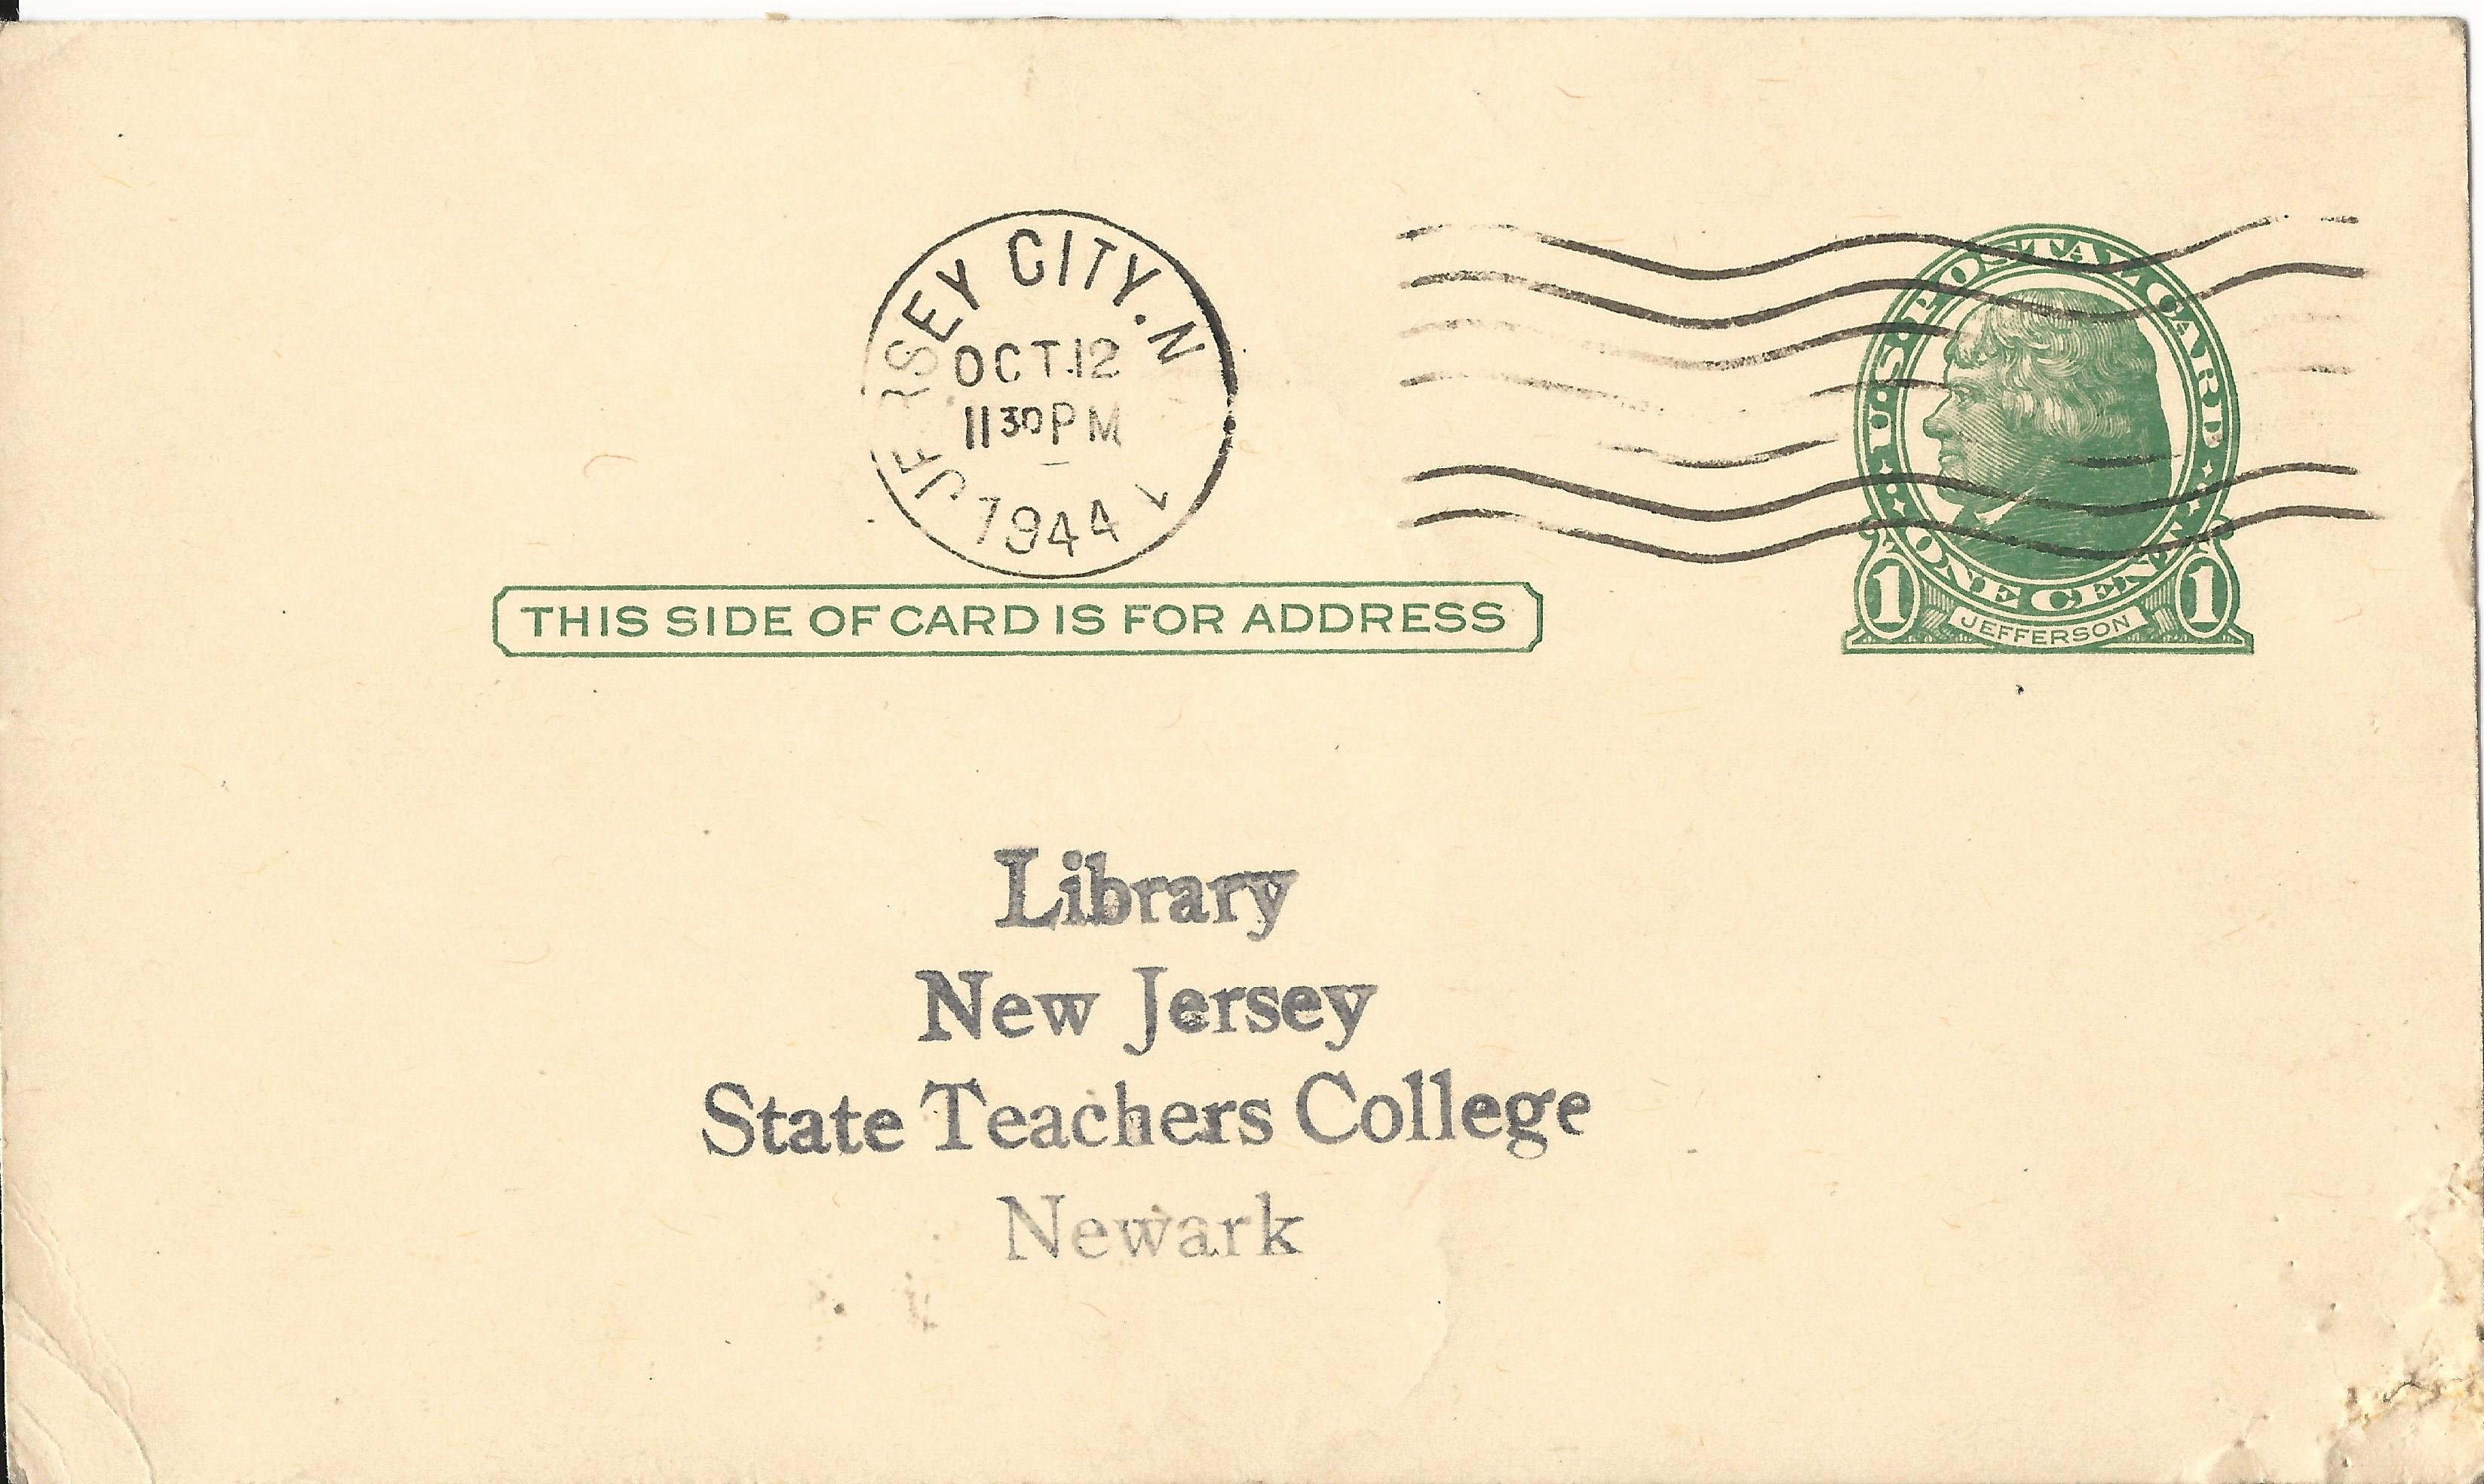 JERSEY CITY. N
OCT.12
11 30 PM
1944
U·S·POSTAL CARD
ONE CENT
1 JEFFERSON 1
THIS SIDE OF CARD IS FOR ADDRESS
Library
New Jersey
State Teachers College
Newark